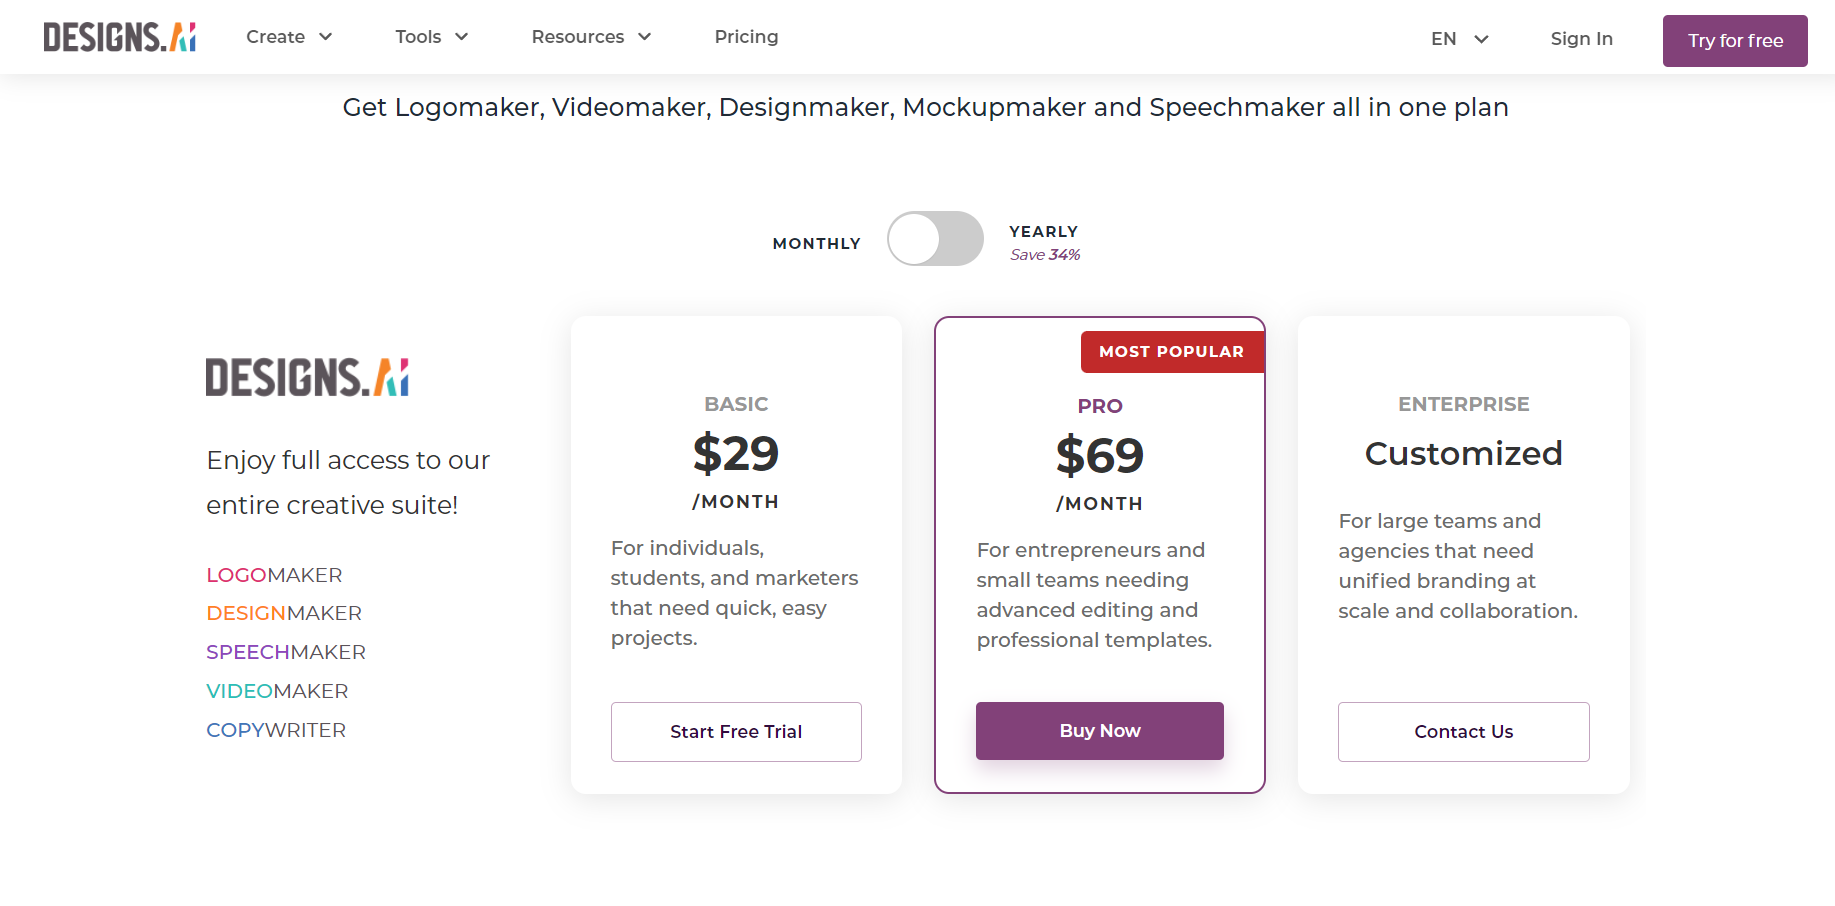 DESIGNS.AI
Create
Tools
Resources
Pricing
EN
Sign In
Try for free
Get Logomaker, Videomaker, Designmaker, Mockupmaker and Speechmaker all in one plan
MONTHLY
YEARLY
Save 34%
DESIGNS.AI
Enjoy full access to our
entire creative suite!
LOGOMAKER
DESIGNMAKER
SPEECHMAKER
VIDEOMAKER
COPYWRITER
BASIC
$29
/MONTH
For individuals,
students, and marketers
that need quick, easy
projects.
Start Free Trial
MOST POPULAR
PRO
$69
/MONTH
For entrepreneurs and
small teams needing
advanced editing and
professional templates.
Buy Now
ENTERPRISE
Customized
For large teams and
agencies that need
unified branding at
scale and collaboration.
Contact Us